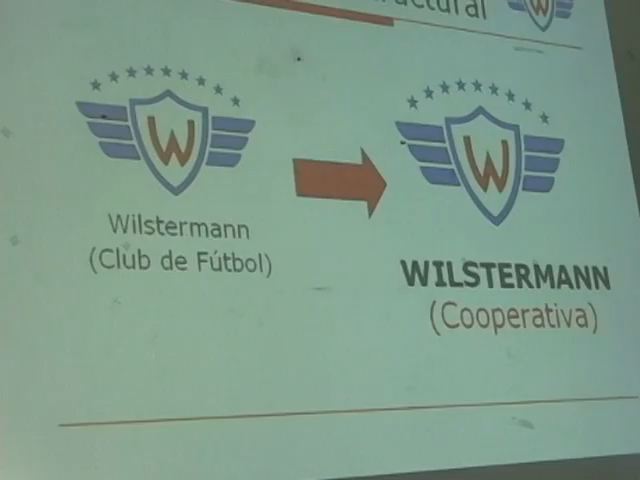 W
Wilstermann
(Club de Fútbol)
W
WILSTERMANN
(Cooperativa)
W